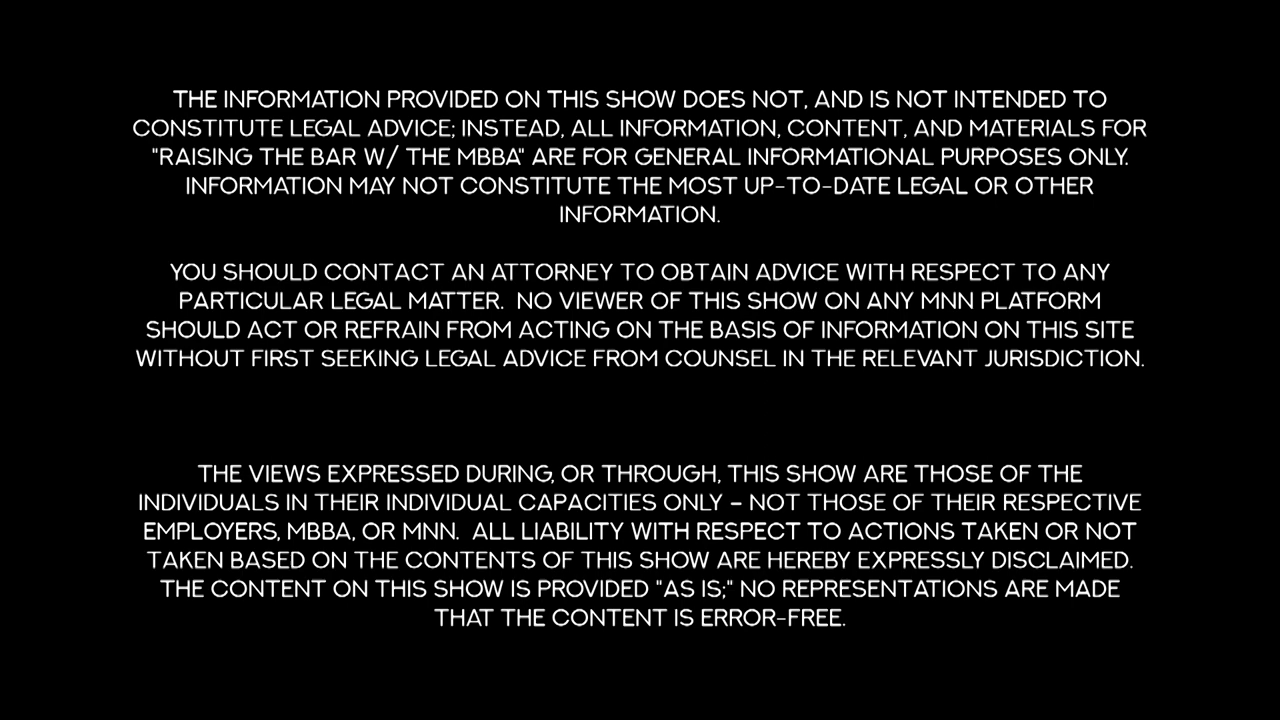 THE INFORMATION PROVIDED ON THIS SHOW DOES NOT, AND IS NOT INTENDED TO
CONSTITUTE LEGAL ADVICE; INSTEAD, ALL INFORMATION, CONTENT, AND MATERIALS FOR
"RAISING THE BAR W/ THE MBBA" ARE FOR GENERAL INFORMATIONAL PURPOSES ONLY.
INFORMATION MAY NOT CONSTITUTE THE MOST UP-TO-DATE LEGAL OR OTHER
INFORMATION.
YOU SHOULD CONTACT AN ATTORNEY TO OBTAIN ADVICE WITH RESPECT TO ANY
PARTICULAR LEGAL MATTER.  NO VIEWER OF THIS SHOW ON ANY MNN PLATFORM
SHOULD ACT OR REFRAIN FROM ACTING ON THE BASIS OF INFORMATION ON THIS SITE
WITHOUT FIRST SEEKING LEGAL ADVICE FROM COUNSEL IN THE RELEVANT JURISDICTION.
THE VIEWS EXPRESSED DURING, OR THROUGH, THIS SHOW ARE THOSE OF THE
INDIVIDUALS IN THEIR INDIVIDUAL CAPACITIES ONLY – NOT THOSE OF THEIR RESPECTIVE
EMPLOYERS, MBBA, OR MNN.  ALL LIABILITY WITH RESPECT TO ACTIONS TAKEN OR NOT
TAKEN BASED ON THE CONTENTS OF THIS SHOW ARE HEREBY EXPRESSLY DISCLAIMED.
THE CONTENT ON THIS SHOW IS PROVIDED "AS IS;" NO REPRESENTATIONS ARE MADE
THAT THE CONTENT IS ERROR-FREE.